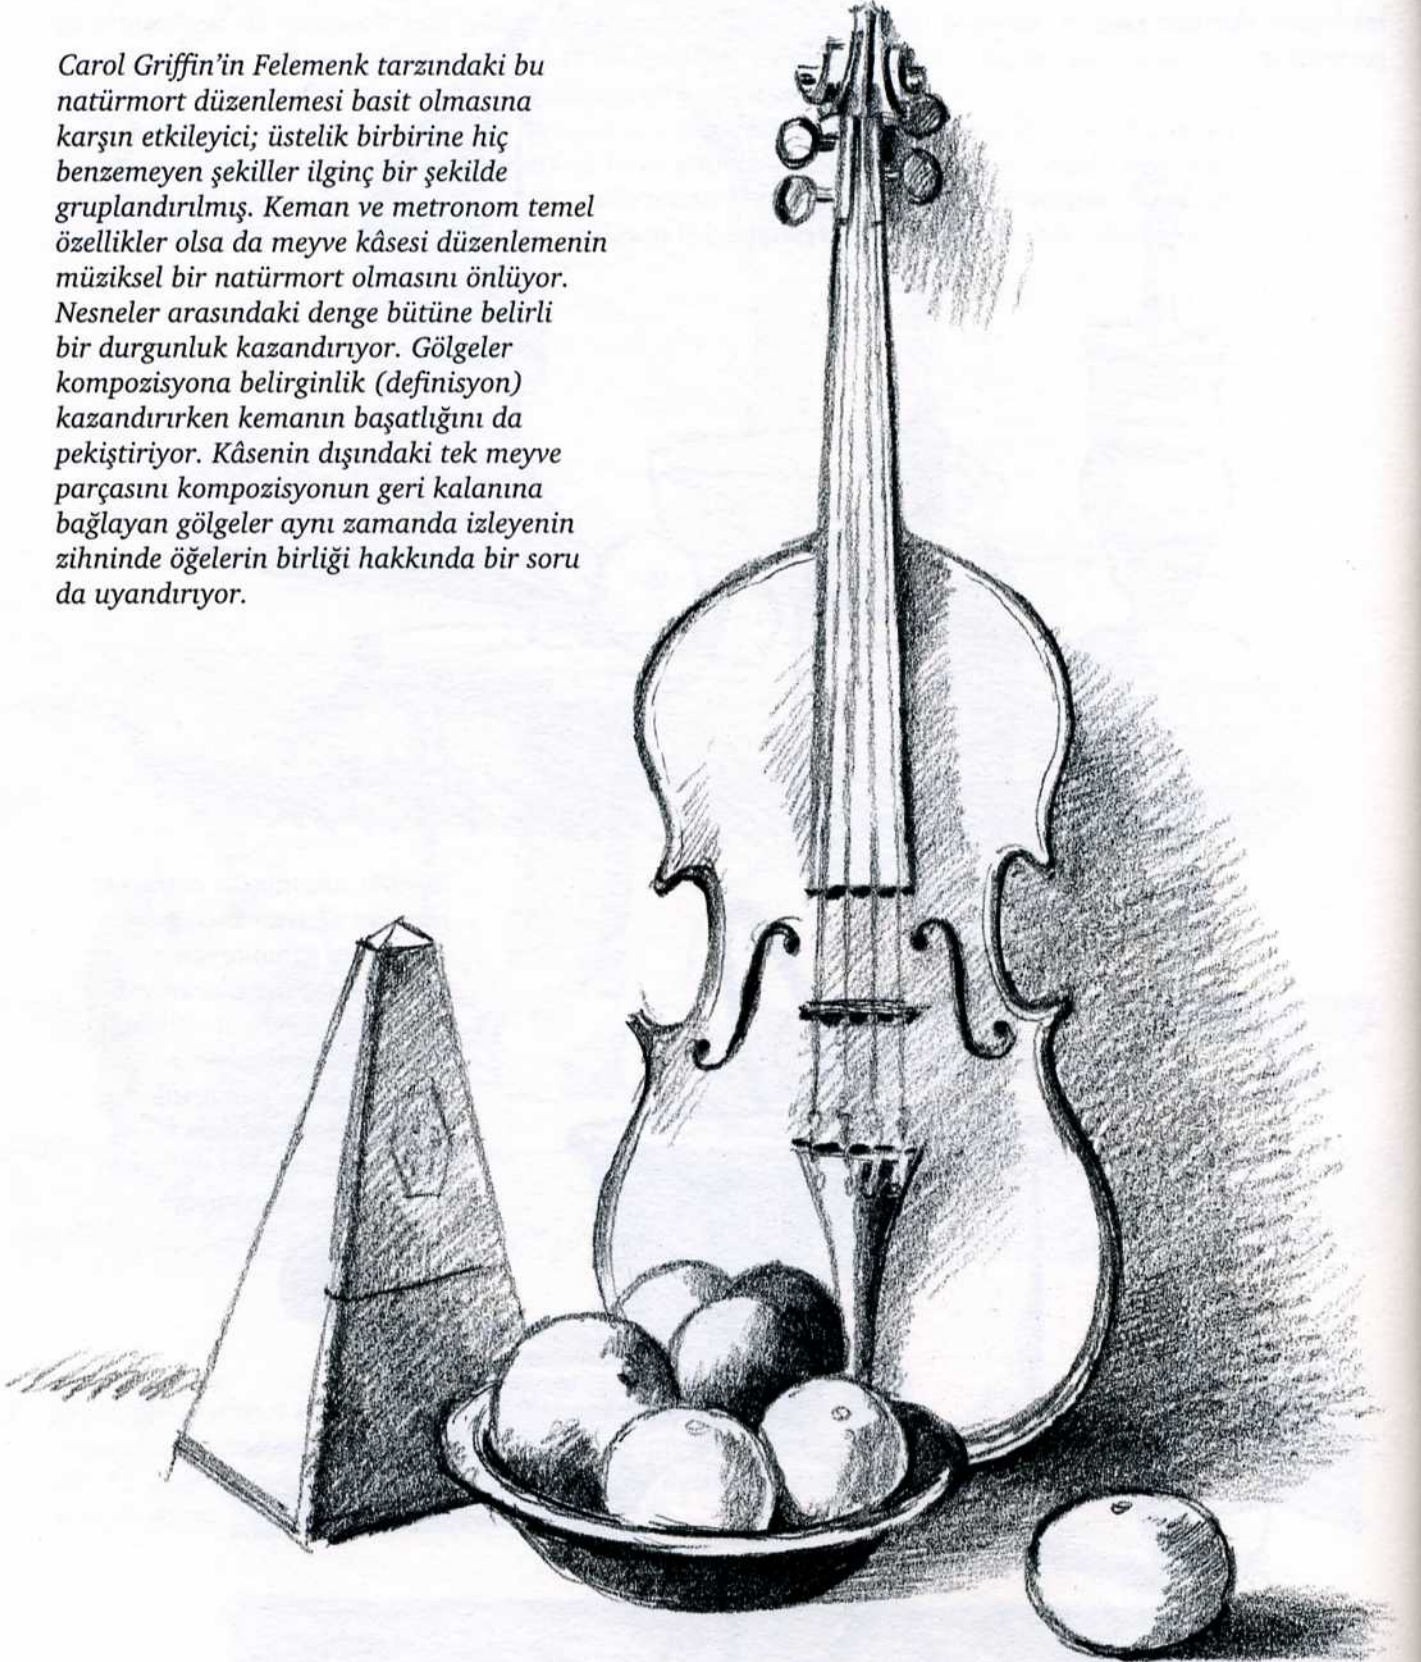 Carol Griffin’in Felemenk tarzındaki bu
natürmort düzenlemesi basit olmasına
karşın etkileyici; üstelik birbirine hiç
benzemeyen şekiller ilginç bir şekilde
gruplandırılmış. Keman ve metronom temel
özellikler olsa da meyve kâsesi düzenlemenin
müziksel bir natürmort olmasını önlüyor.
Nesneler arasındaki denge bütüne belirli
bir durgunluk kazandırıyor. Gölgeler
kompozisyona belirginlik (definisyon)
kazandırırken kemanın başatlığını da
pekiştiriyor. Kâsenin dışındaki tek meyve
parçasını kompozisyonun geri kalanına
bağlayan gölgeler aynı zamanda izleyenin
zihninde öğelerin birliği hakkında bir soru
da uyandırıyor.